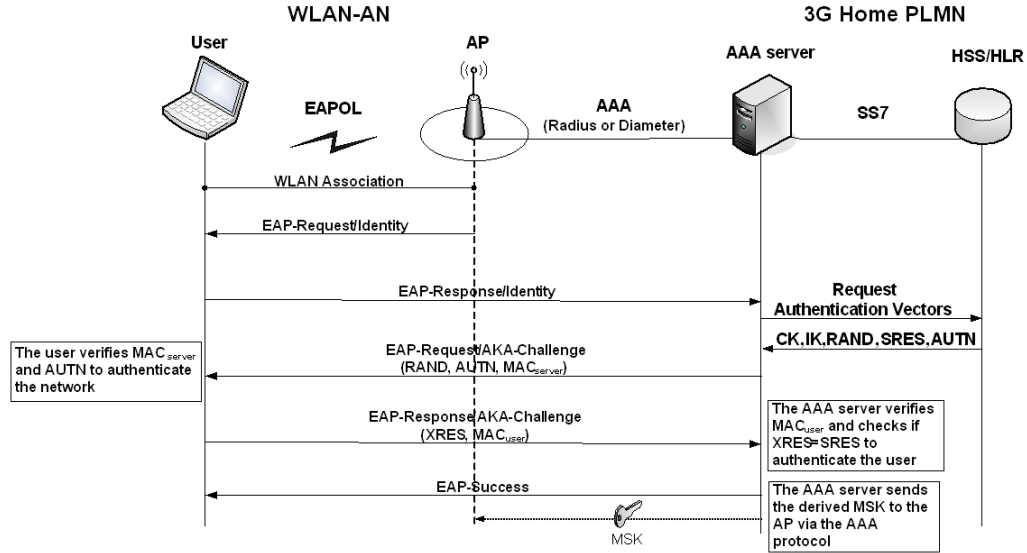 WLAN-AN
3G Home PLMN
User
AP
AAA server
HSS/HLR
EAPOL
AAA
(Radius or Diameter)
SS7
WLAN Association
EAP-Request/Identity
EAP-Response/Identity
Request
Authentication Vectors
CK,IK,RAND,SRES,AUTN
The user verifies MAC server
and AUTN to authenticate
the network
EAP-Request/AKA-Challenge
(RAND, AUTN, MACserver)
EAP-Response/AKA-Challenge
(XRES, MACuser)
The AAA server verifies
MACuser and checks if
XRES=SRES to
authenticate the user
EAP-Success
The AAA server sends
the derived MSK to the
AP via the AAA
protocol
MSK